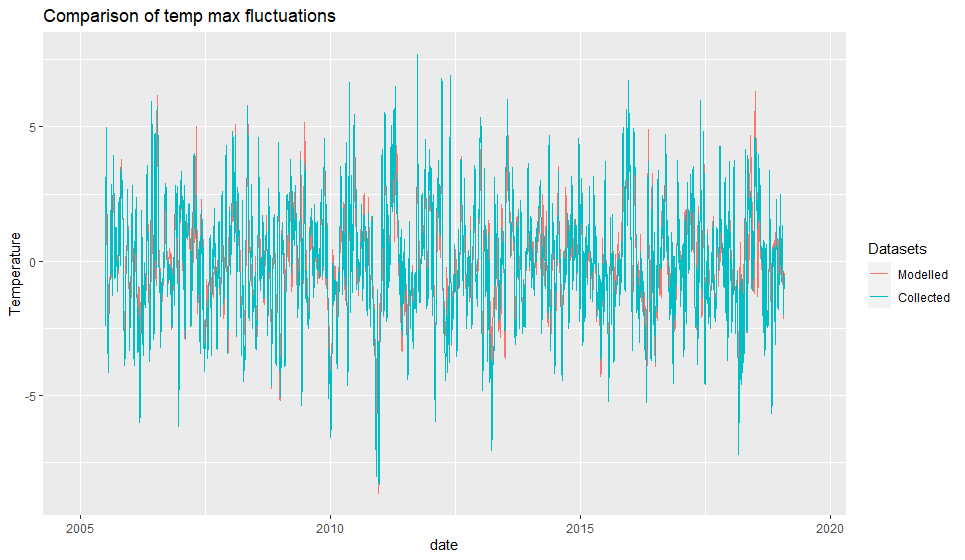 Comparison of temp max fluctuations
Temperature
5
0
-5
2005
2010
2015
2020
date
Datasets
Modelled
Collected